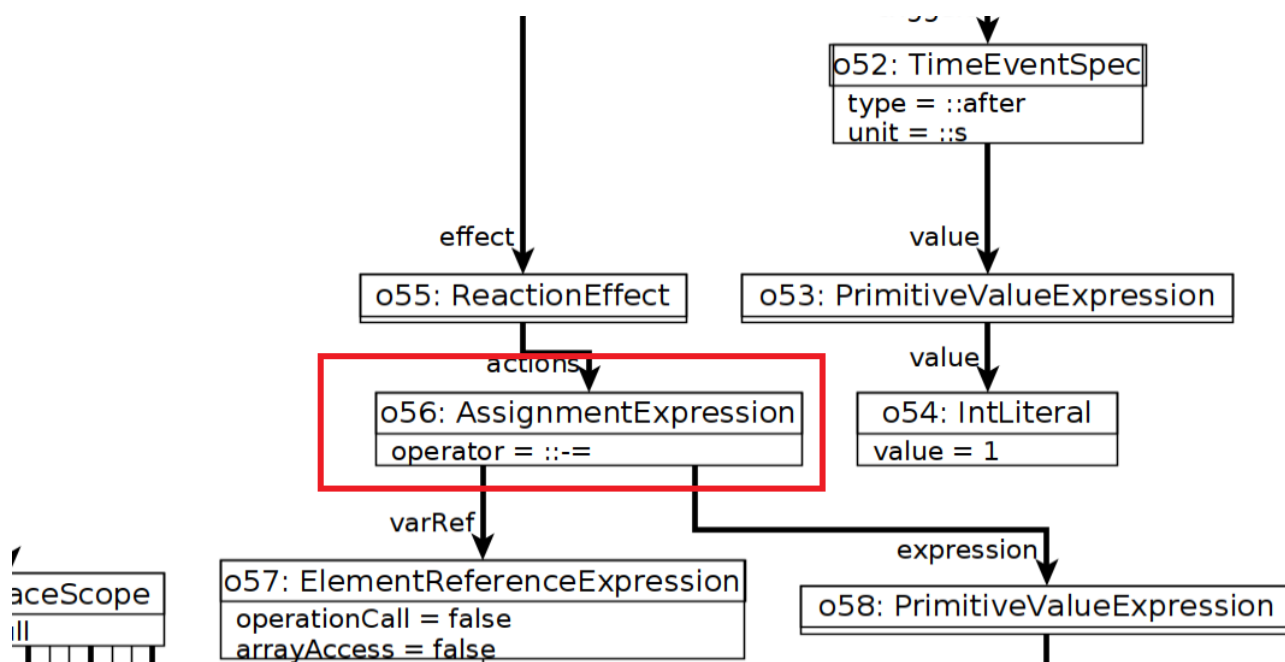 o52: TimeEventSpec
type = ::after
unit = ::s
effect
value
o55: ReactionEffect
o53: PrimitiveValueExpression
actions
value
o56: AssignmentExpression
operator = ::-=
o54: IntLiteral
value = 1
varRef
expression
o57: ElementReferenceExpression
operationCall = false
arrayAccess = false
aceScope
ll
o58: PrimitiveValueExpression